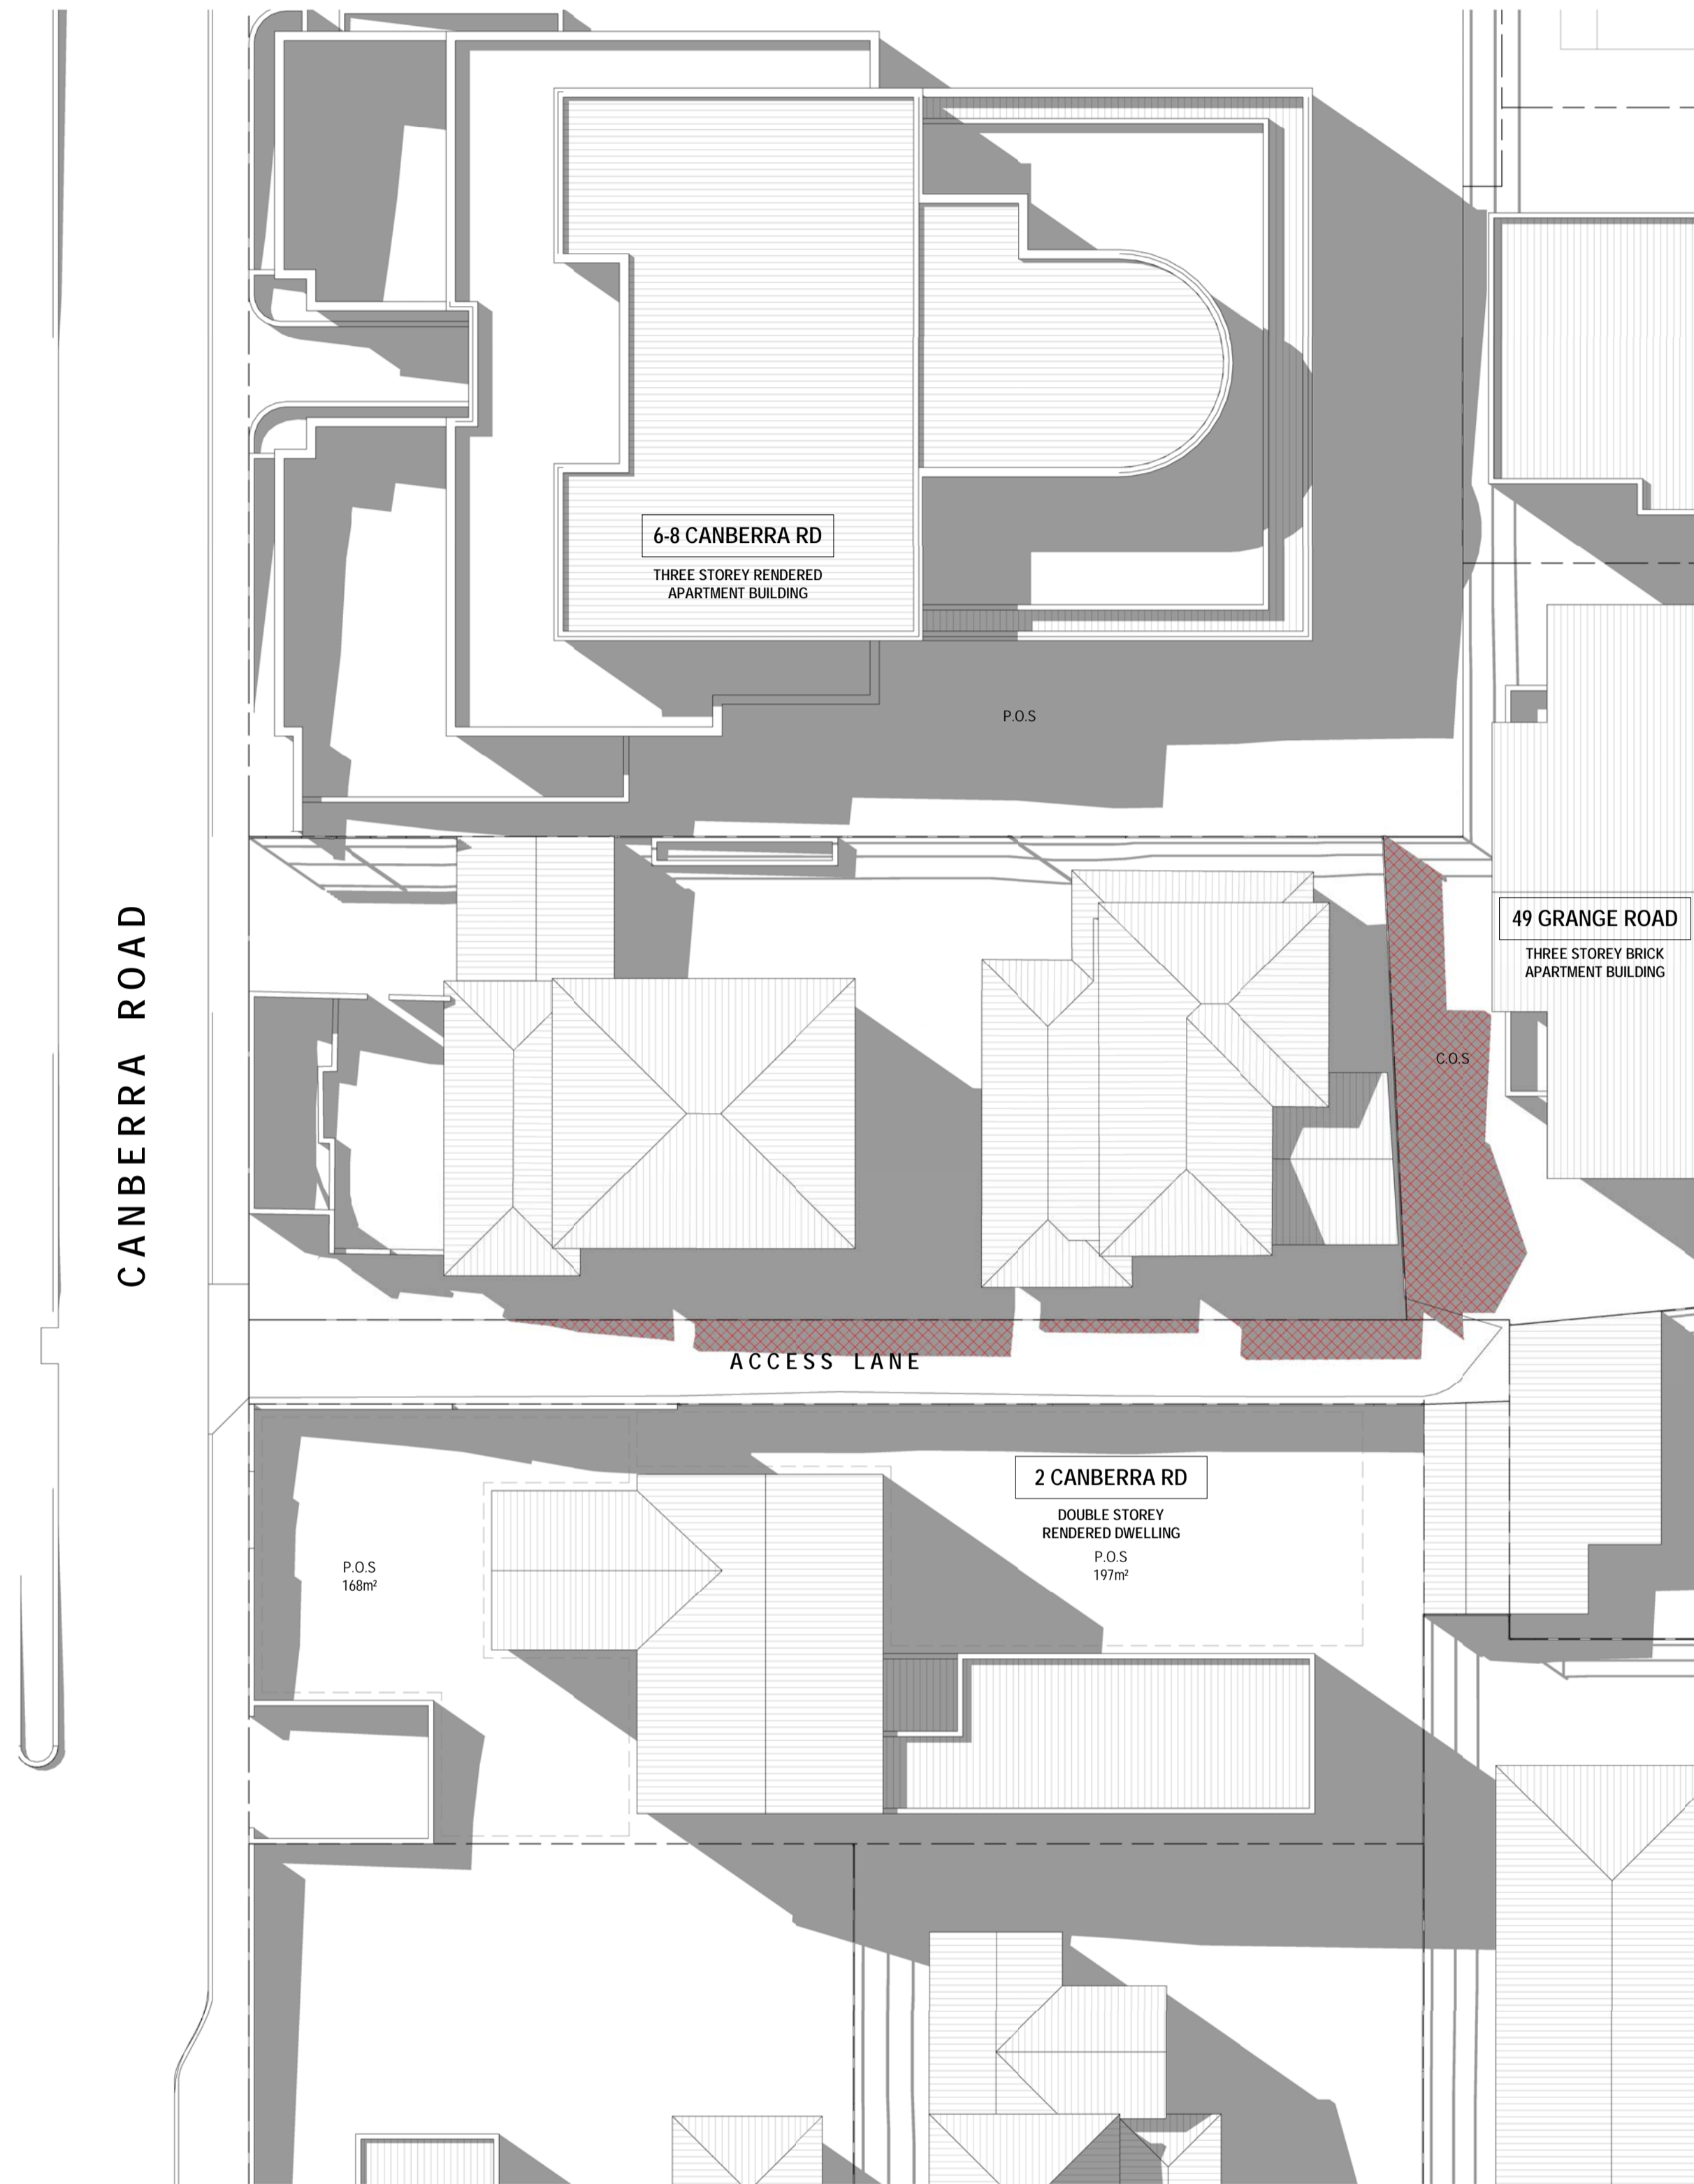 6-8 CANBERRA RD
THREE STOREY RENDERED
APARTMENT BUILDING
P.O.S
49 GRANGE ROAD
THREE STOREY BRICK
APARTMENT BUILDING
C.O.S
CANBERRA ROAD
ACCESS LANE
2 CANBERRA RD
DOUBLE STOREY
RENDERED DWELLING
P.O.S
197m²
P.O.S
168m²